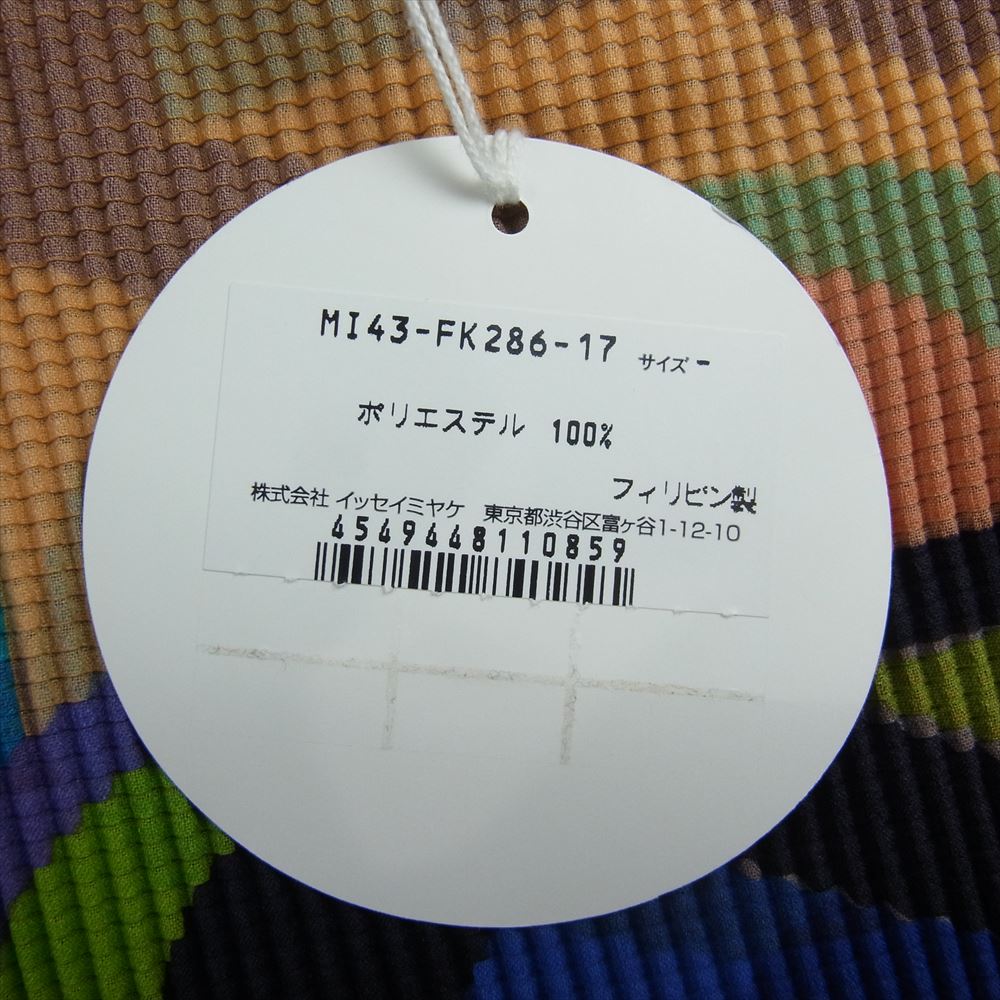 MI43-FK286-17 サイズ -
ポリエステル 100%
フィリピン製
株式会社 イッセイミヤケ 東京都渋谷区富ヶ谷1-12-10
4549448110859